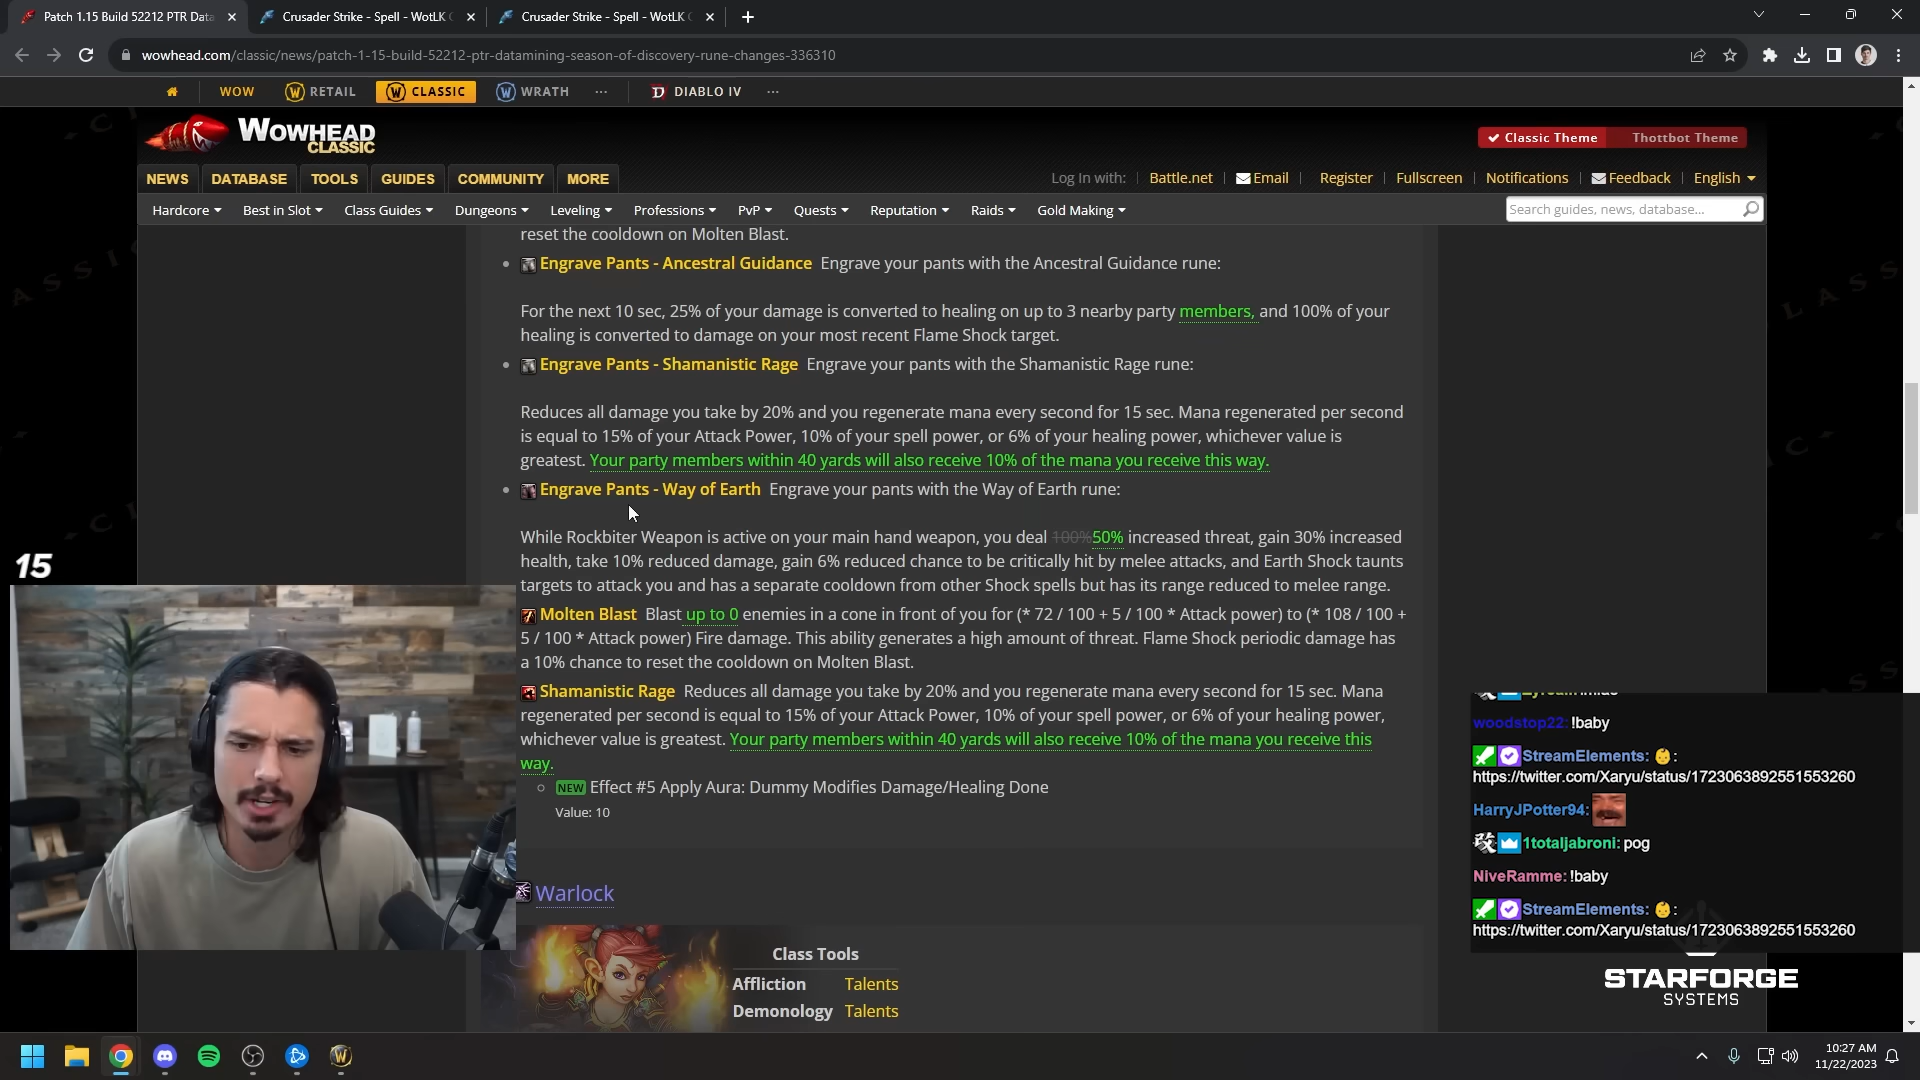 Patch 1.15 Build 52212 PTR Data
Crusader Strike - Spell - WotLK C
Crusader Strike - Spell - WotLK C
wowhead.com/classic/news/patch-1-15-build-52212-ptr-datamining-season-of-discovery-rune-changes-336310
WOW
RETAIL
CLASSIC
WRATH
DIABLO IV
WOWHEAD
CLASSIC
Classic Theme
Thottbot Theme
NEWS DATABASE TOOLS GUIDES COMMUNITY MORE
Log In with: Battle.net Email Register Fullscreen Notifications Feedback English
Hardcore Best in Slot Class Guides Dungeons Leveling Professions PvP Quests Reputation Raids Gold Making
Search guides, news, database...
reset the cooldown on Molten Blast.
Engrave Pants - Ancestral Guidance Engrave your pants with the Ancestral Guidance rune:
For the next 10 sec, 25% of your damage is converted to healing on up to 3 nearby party members, and 100% of your
healing is converted to damage on your most recent Flame Shock target.
Engrave Pants - Shamanistic Rage Engrave your pants with the Shamanistic Rage rune:
Reduces all damage you take by 20% and you regenerate mana every second for 15 sec. Mana regenerated per second
is equal to 15% of your Attack Power, 10% of your spell power, or 6% of your healing power, whichever value is
greatest. Your party members within 40 yards will also receive 10% of the mana you receive this way.
Engrave Pants - Way of Earth Engrave your pants with the Way of Earth rune:
While Rockbiter Weapon is active on your main hand weapon, you deal 100%50% increased threat, gain 30% increased
health, take 10% reduced damage, gain 6% reduced chance to be critically hit by melee attacks, and Earth Shock taunts
targets to attack you and has a separate cooldown from other Shock spells but has its range reduced to melee range.
Molten Blast Blast up to 0 enemies in a cone in front of you for (* 72 / 100 + 5 / 100 * Attack power) to (* 108 / 100 +
5 / 100 * Attack power) Fire damage. This ability generates a high amount of threat. Flame Shock periodic damage has
a 10% chance to reset the cooldown on Molten Blast.
Shamanistic Rage Reduces all damage you take by 20% and you regenerate mana every second for 15 sec. Mana
regenerated per second is equal to 15% of your Attack Power, 10% of your spell power, or 6% of your healing power,
whichever value is greatest. Your party members within 40 yards will also receive 10% of the mana you receive this
way.
NEW Effect #5 Apply Aura: Dummy Modifies Damage/Healing Done
Value: 10
Warlock
Class Tools
Affliction Talents
Demonology Talents
15
woodstop22: !baby
StreamElements: 👶:
https://twitter.com/Xaryu/status/1723063892551553260
HarryJPotter94:
1totaljabroni: pog
NiveRamme: !baby
StreamElements: 👶:
https://twitter.com/Xaryu/status/1723063892551553260
STARFORGE
SYSTEMS
10:27 AM
11/22/2023